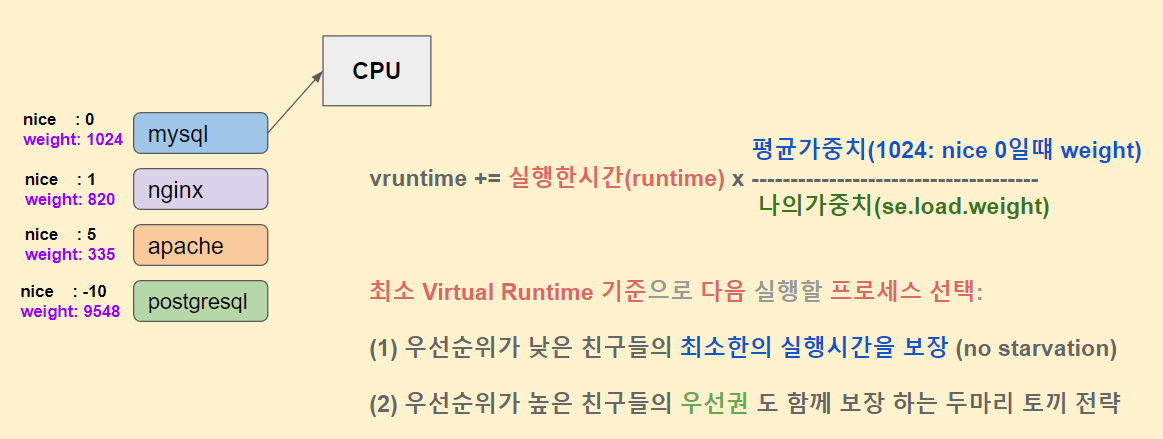 CPU
nice : 0
weight: 1024
mysql
nice : 1
weight: 820
nginx
nice : 5
weight: 335
apache
nice : -10
weight: 9548
postgresql
평균가중치(1024: nice 0일떄 weight)
vruntime += 실행한시간(runtime) x -------------------------------------
나의가중치(se.load.weight)
최소 Virtual Runtime 기준으로 다음 실행할 프로세스 선택:
(1) 우선순위가 낮은 친구들의 최소한의 실행시간을 보장 (no starvation)
(2) 우선순위가 높은 친구들의 우선권 도 함께 보장 하는 두마리 토끼 전략